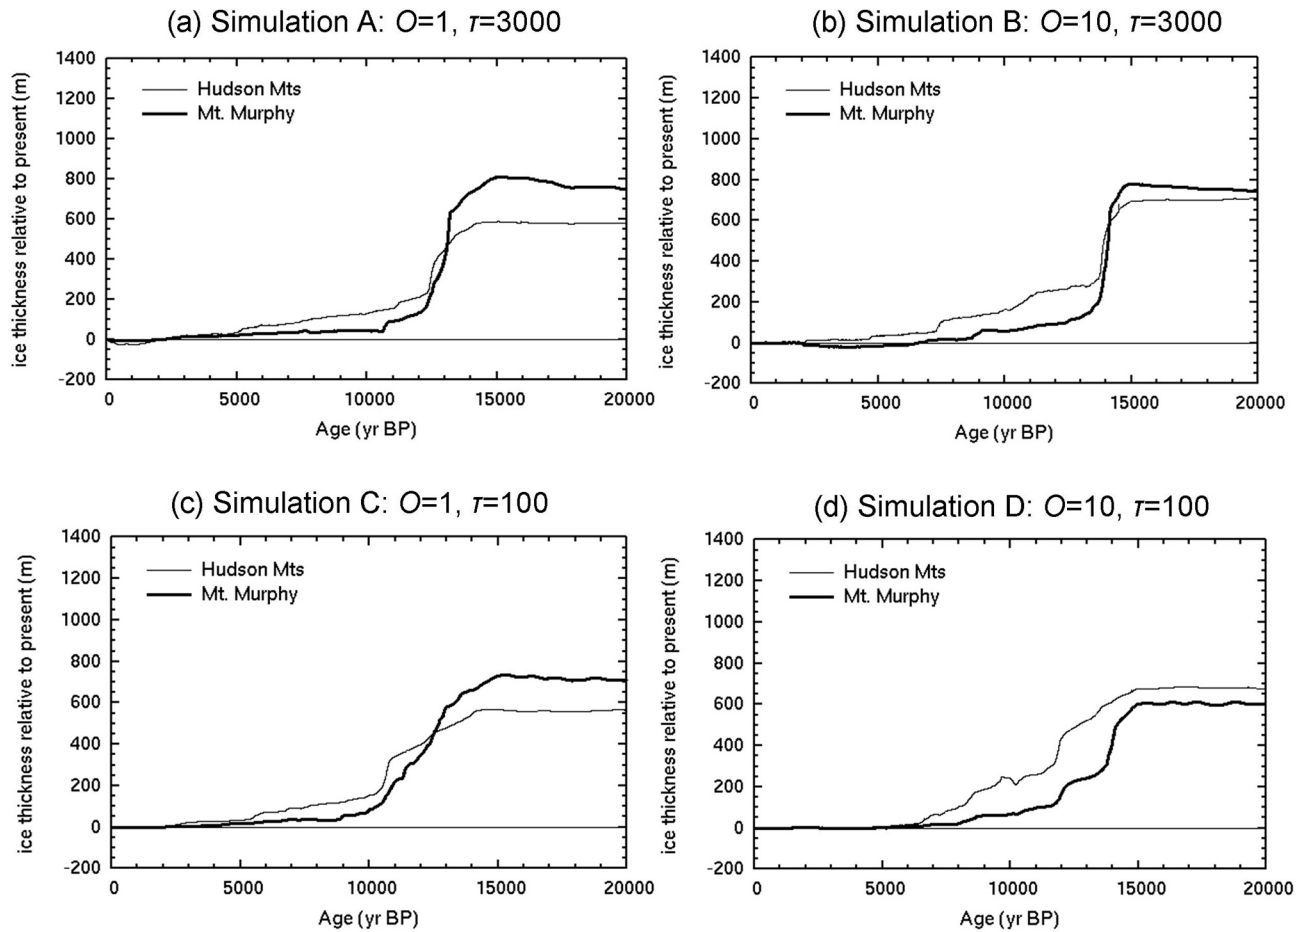 (a) Simulation A: O=1, τ=3000
ice thickness relative to present (m)
1400
1200
1000
800
600
400
200
0
-200
Hudson Mts
Mt. Murphy
0 5000 10000 15000 20000
Age (yr BP)
(b) Simulation B: O=10, τ=3000
ice thickness relative to present (m)
1400
1200
1000
800
600
400
200
0
-200
Hudson Mts
Mt. Murphy
0 5000 10000 15000 20000
Age (yr BP)
(c) Simulation C: O=1, τ=100
ice thickness relative to present (m)
1400
1200
1000
800
600
400
200
0
-200
Hudson Mts
Mt. Murphy
0 5000 10000 15000 20000
Age (yr BP)
(d) Simulation D: O=10, τ=100
ice thickness relative to present (m)
1400
1200
1000
800
600
400
200
0
-200
Hudson Mts
Mt. Murphy
0 5000 10000 15000 20000
Age (yr BP)